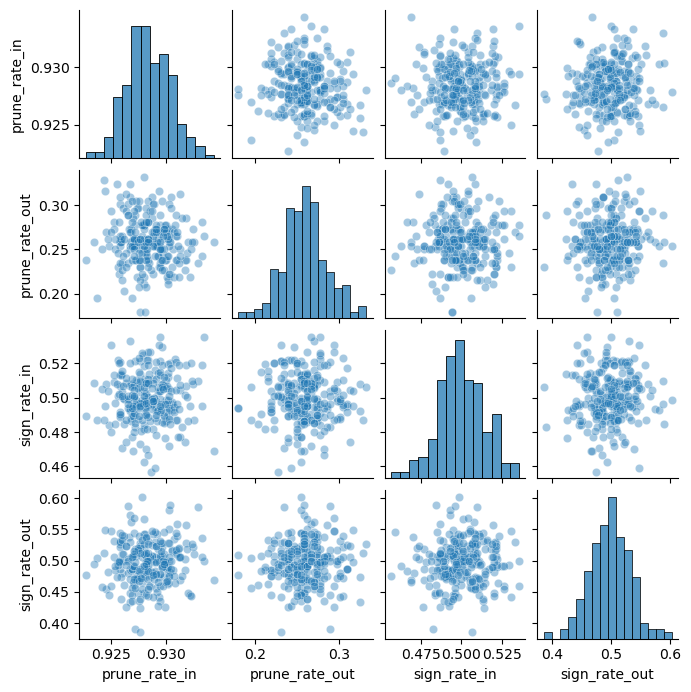 prune_rate_in
0.930
0.925
prune_rate_out
0.30
0.25
0.20
sign_rate_in
0.52
0.50
0.48
0.46
sign_rate_out
0.60
0.55
0.50
0.45
0.40
0.925 0.930 0.2 0.3 0.475 0.500 0.525 0.4 0.5 0.6
prune_rate_in prune_rate_out sign_rate_in sign_rate_out